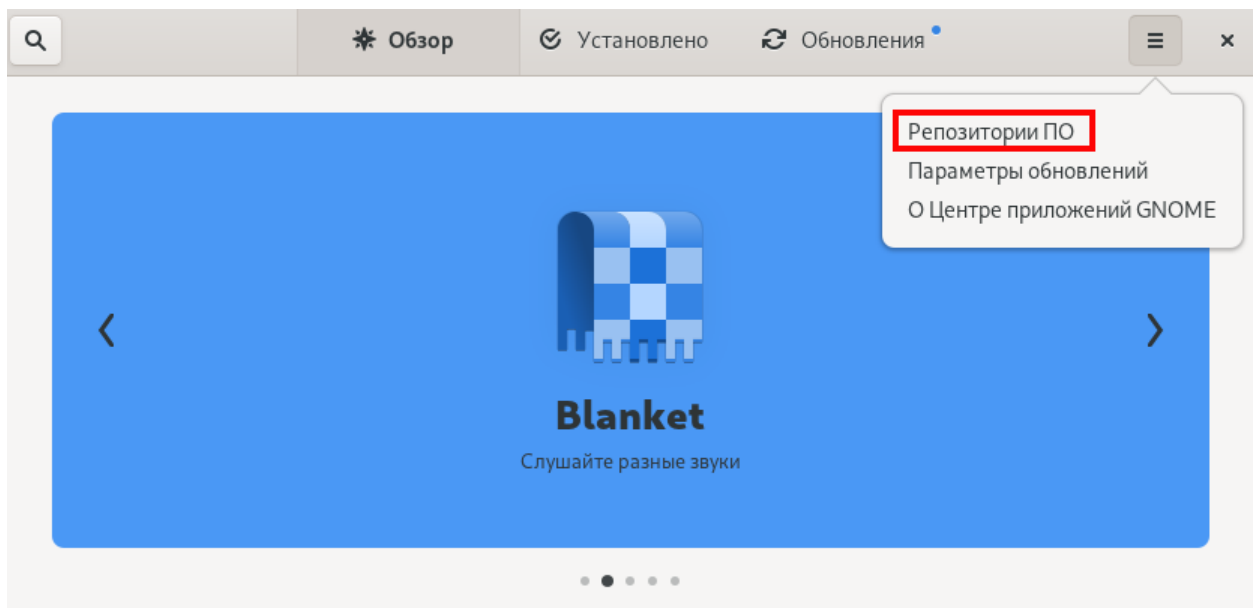 Обзор
Установлено
Обновления
Репозитории ПО
Параметры обновлений
О Центре приложений GNOME
Blanket
Слушайте разные звуки